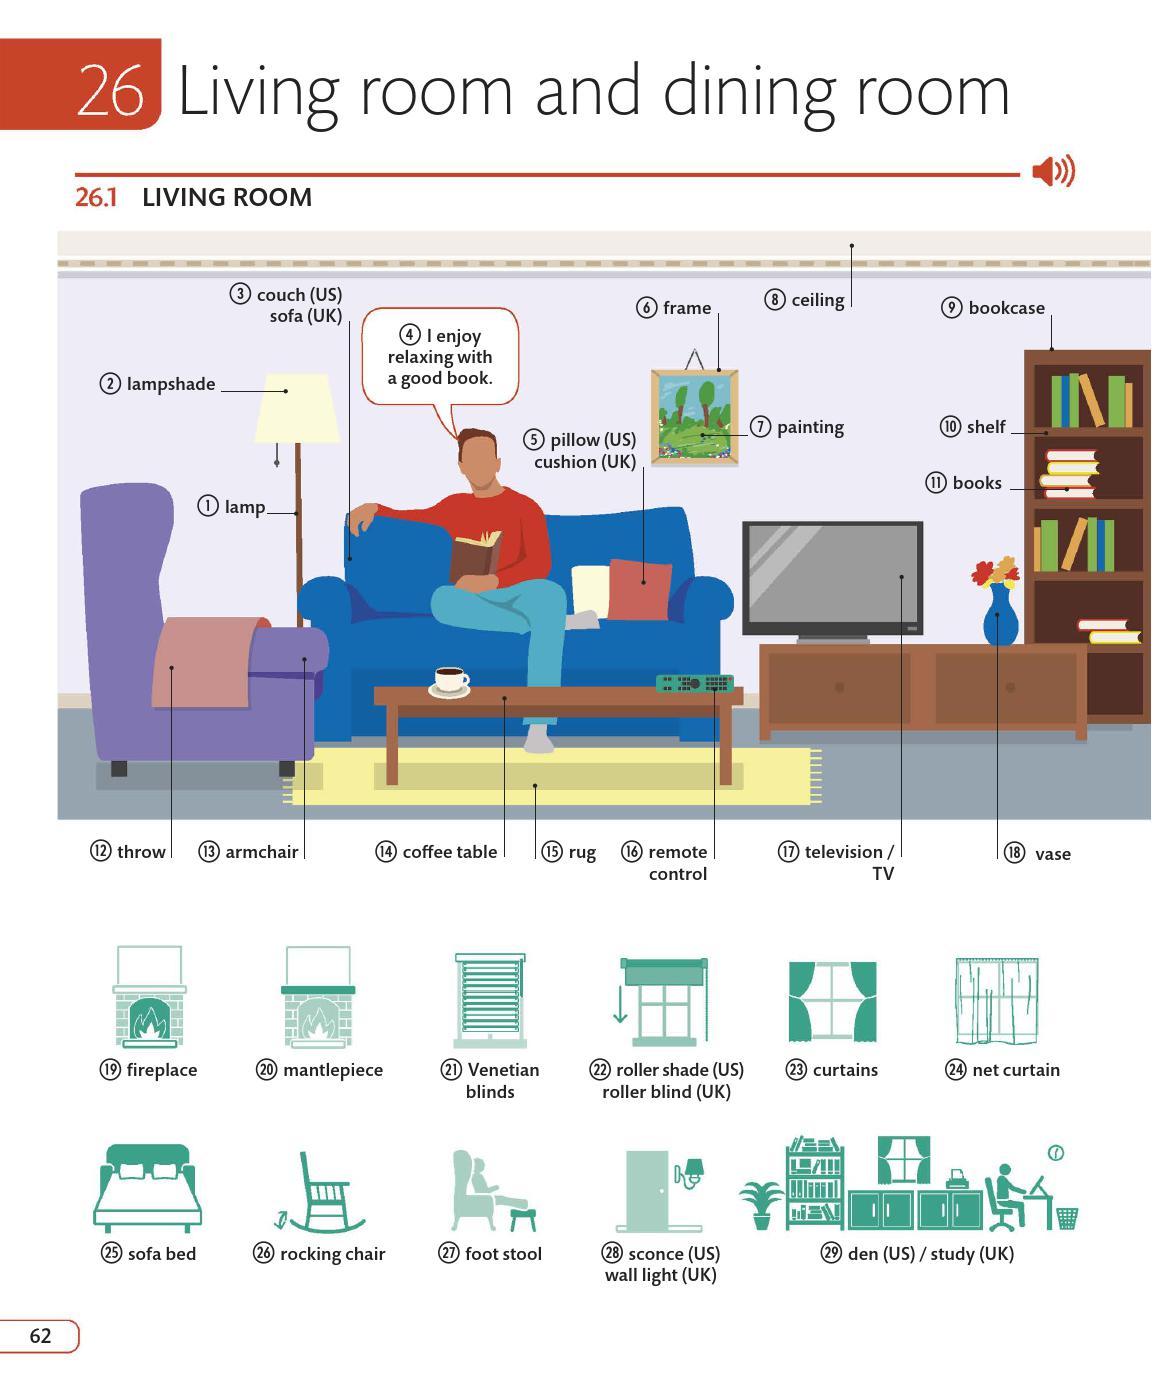 26 Living room and dining room
26.1 LIVING ROOM
③ couch (US)
sofa (UK)
④ I enjoy
relaxing with
a good book.
⑥ frame
⑧ ceiling
⑨ bookcase
② lampshade
⑤ pillow (US)
cushion (UK)
⑦ painting
⑩ shelf
⑪ books
① lamp
⑫ throw
⑬ armchair
⑭ coffee table
⑮ rug
⑯ remote
control
⑰ television /
TV
⑱ vase
⑲ fireplace
⑳ mantlepiece
㉑ Venetian
blinds
㉒ roller shade (US)
roller blind (UK)
㉓ curtains
㉔ net curtain
㉕ sofa bed
㉖ rocking chair
㉗ foot stool
㉘ sconce (US)
wall light (UK)
㉙ den (US) / study (UK)
62